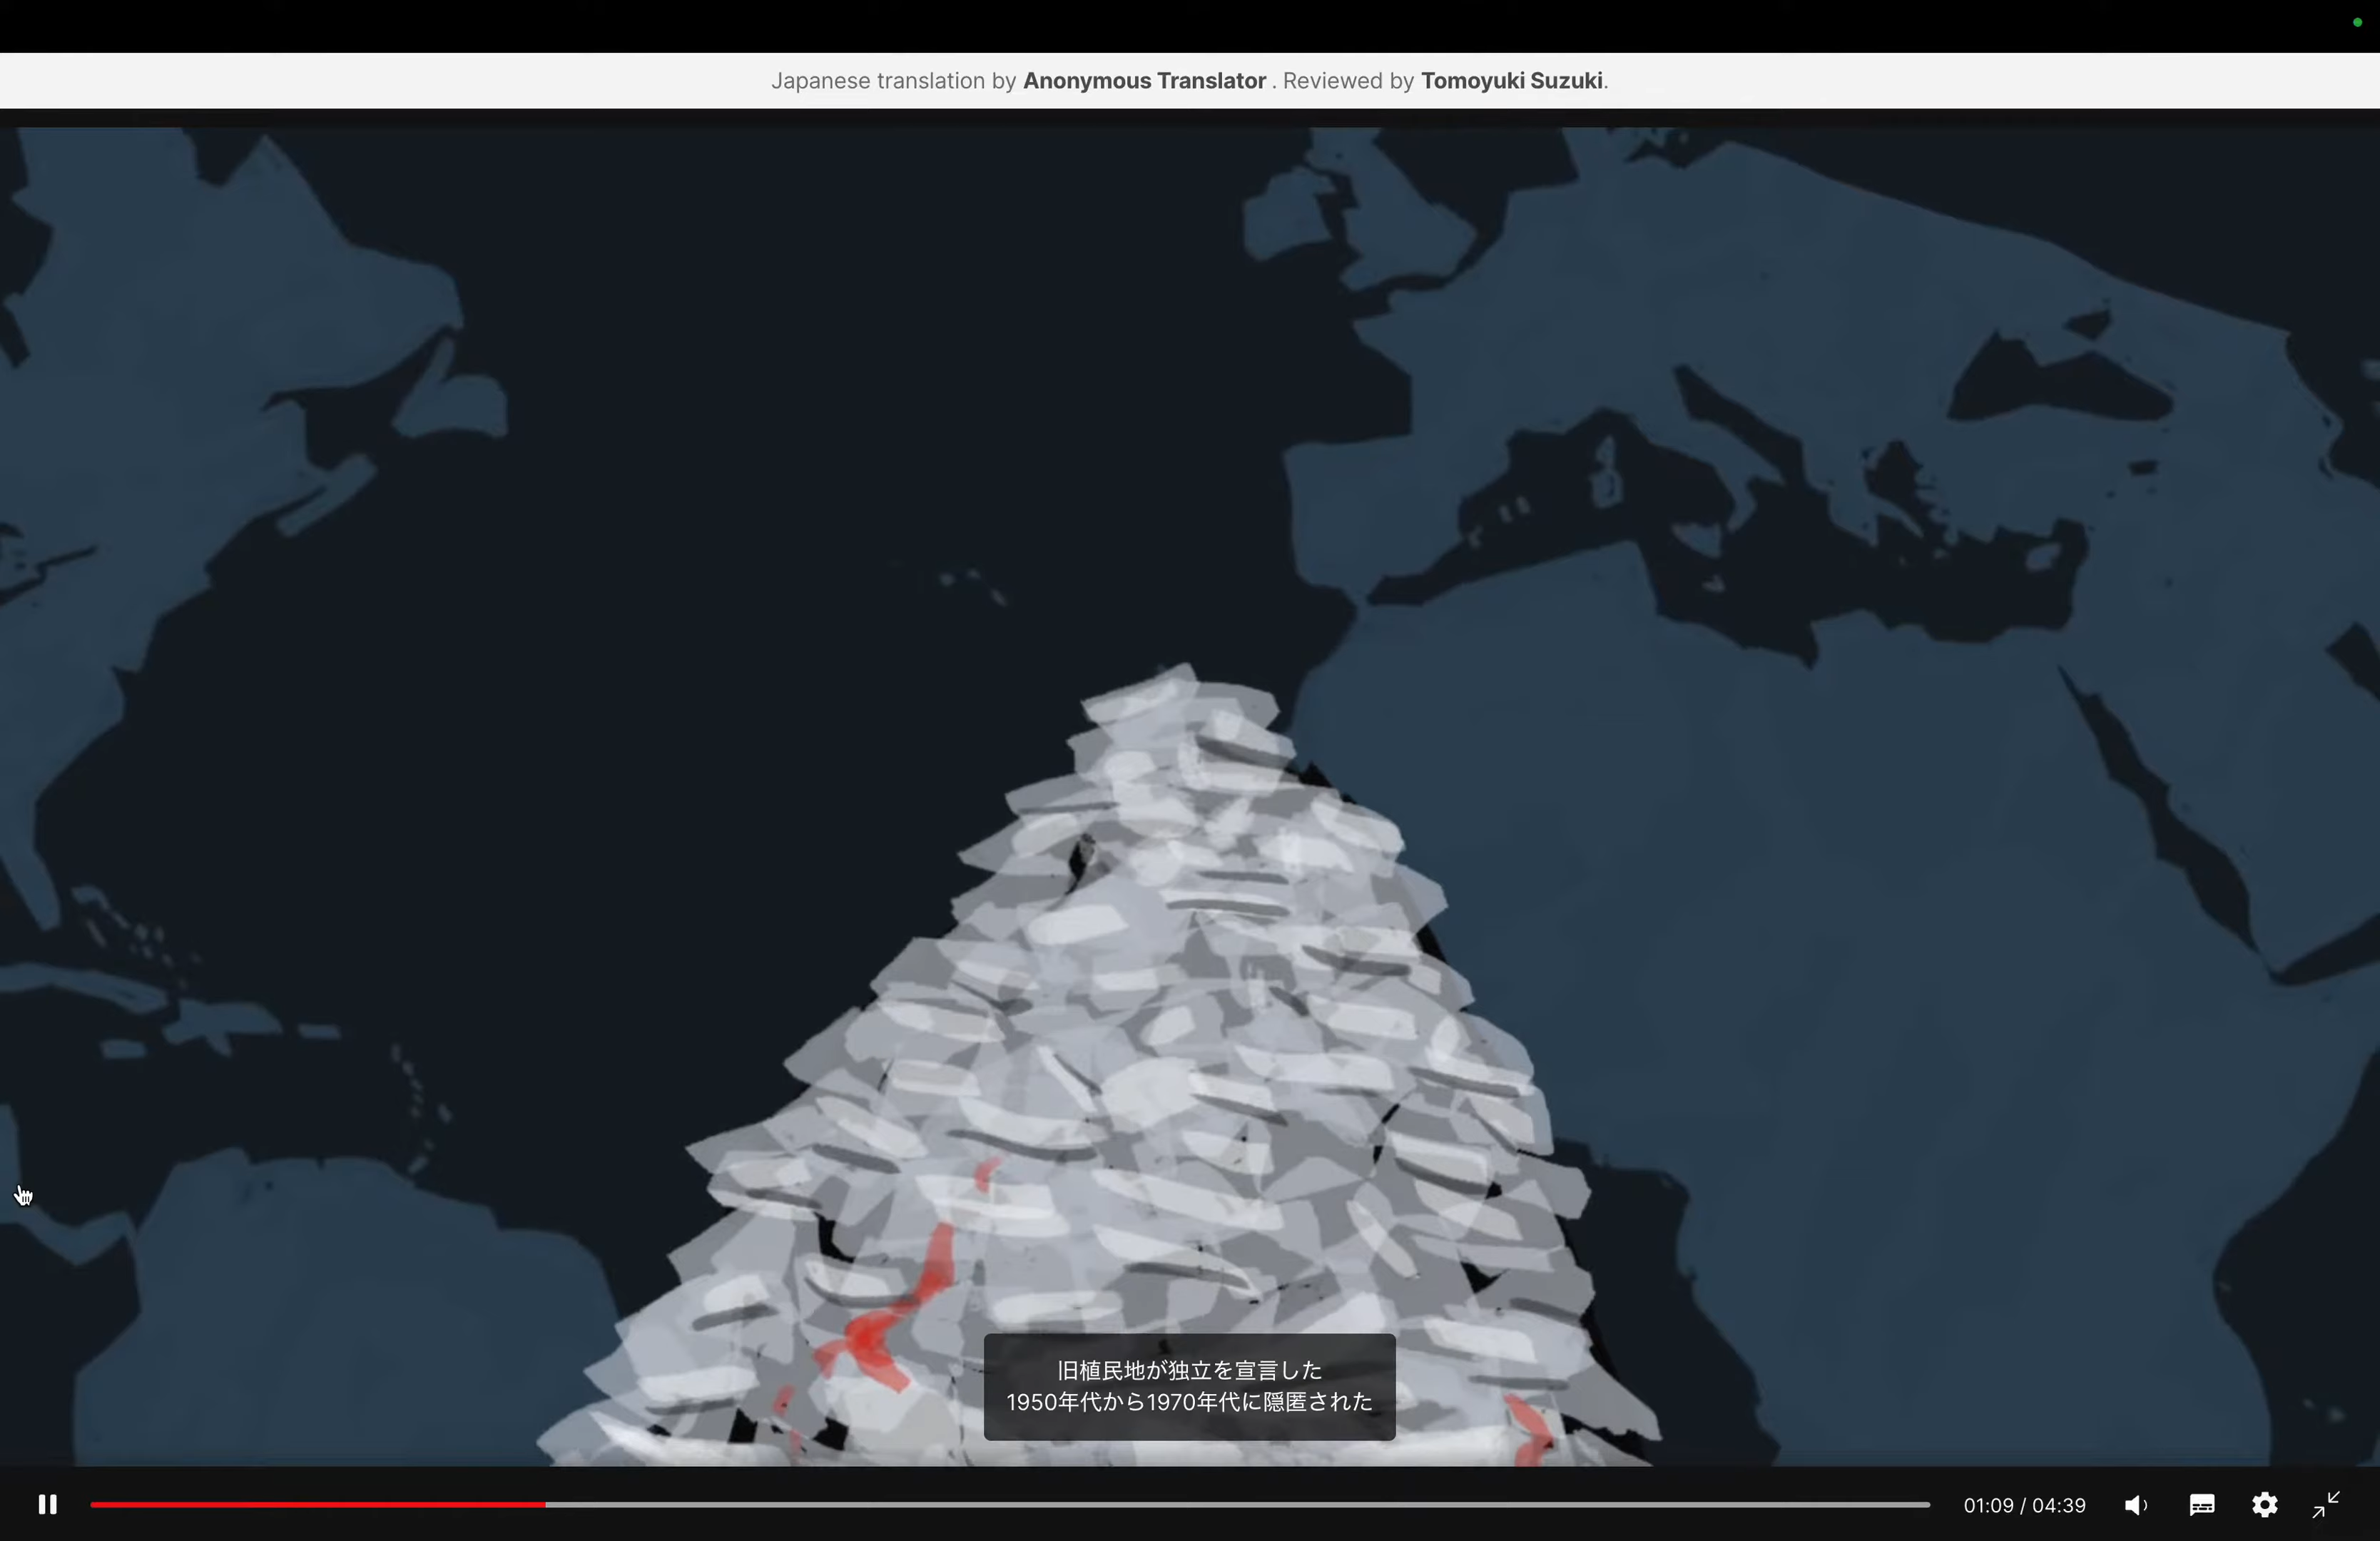 Japanese translation by Anonymous Translator . Reviewed by Tomoyuki Suzuki.
旧植民地が独立を宣言した
1950年代から1970年代に隠匿された
01:09 / 04:39